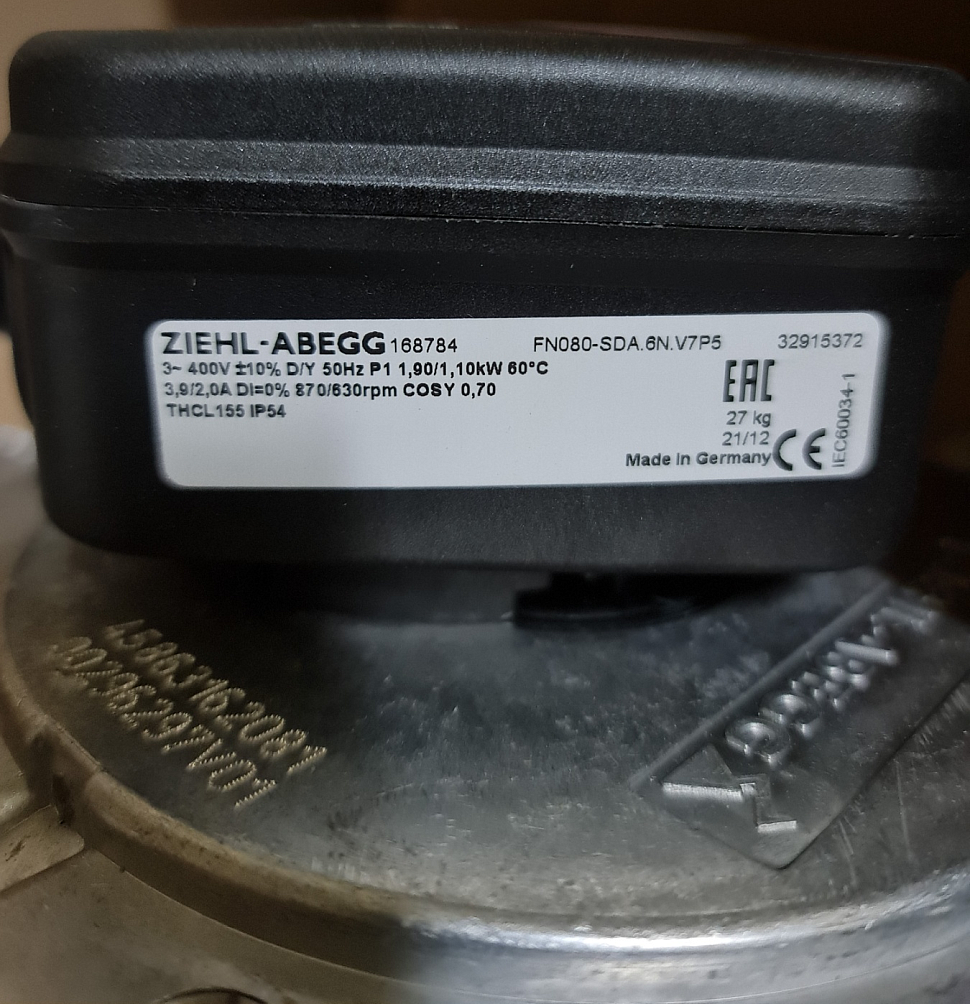 ZIEHL-ABEGG 168784 FN080-SDA.6N.V7P5 32915372
3~ 400V ±10% D/Y 50Hz P1 1,90/1,10kW 60°C
3,9/2,0A DI=0% 870/630rpm COSY 0,70
THCL155 IP54
EAC
27 kg
21/12
Made in Germany CE
IEC60034-1
00296297V01